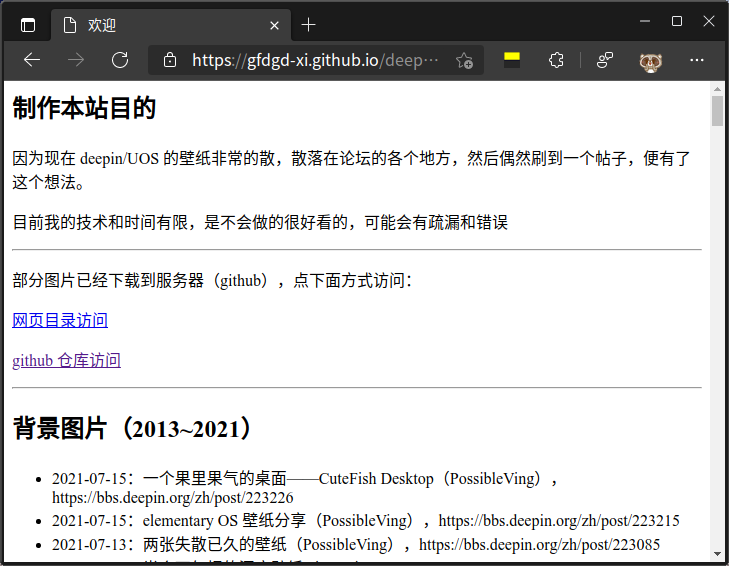 欢迎
https://gfdgd-xi.github.io/deep…
制作本站目的
因为现在 deepin/UOS 的壁纸非常的散，散落在论坛的各个地方，然后偶然刷到一个帖子，便有了
这个想法。
目前我的技术和时间有限，是不会做的很好看的，可能会有疏漏和错误
部分图片已经下载到服务器（github），点下面方式访问：
网页目录访问
github 仓库访问
背景图片（2013~2021）
2021-07-15：一个果里果气的桌面——CuteFish Desktop（PossibleVing），
https://bbs.deepin.org/zh/post/223226
2021-07-15：elementary OS 壁纸分享（PossibleVing），https://bbs.deepin.org/zh/post/223215
2021-07-13：两张失散已久的壁纸（PossibleVing），https://bbs.deepin.org/zh/post/223085